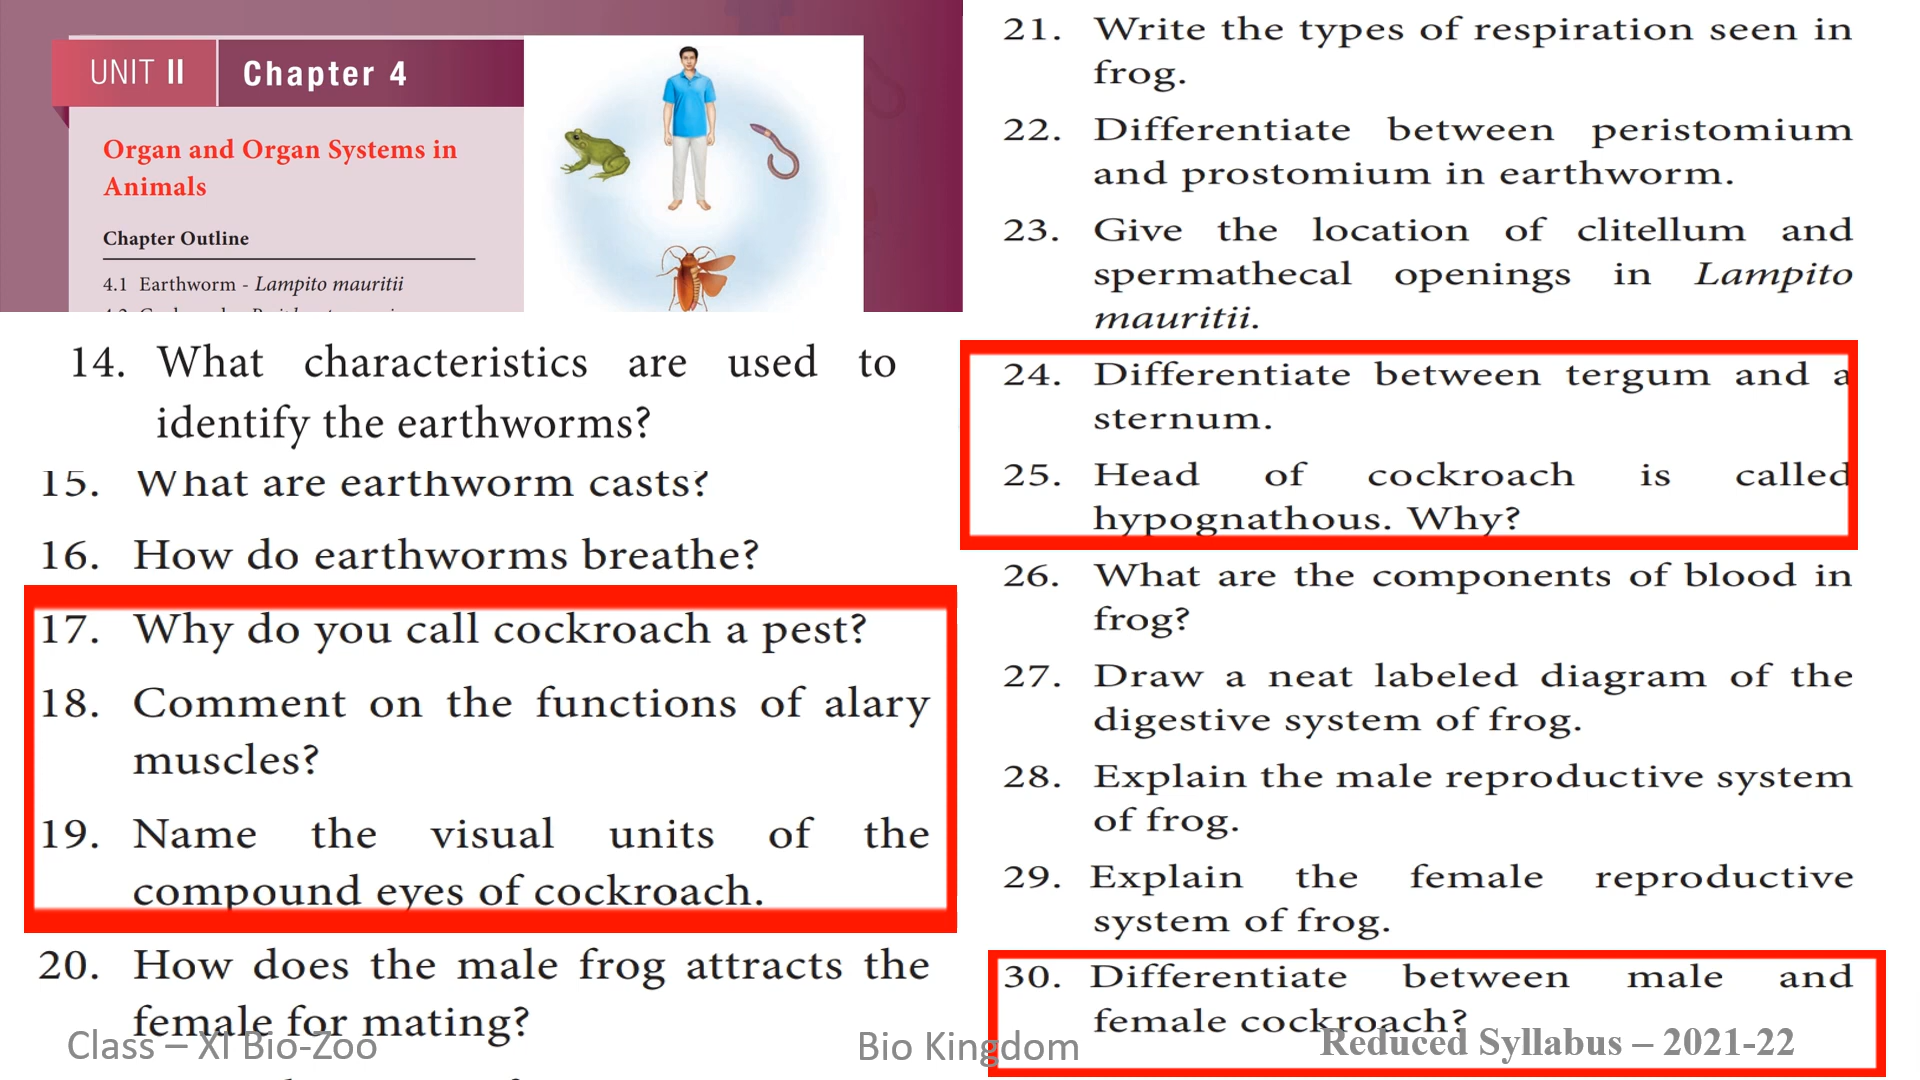 UNIT II Chapter 4
Organ and Organ Systems in
Animals
Chapter Outline
4.1 Earthworm - Lampito mauritii
14. What characteristics are used to
identify the earthworms?
15. What are earthworm casts?
16. How do earthworms breathe?
17. Why do you call cockroach a pest?
18. Comment on the functions of alary
muscles?
19. Name the visual units of the
compound eyes of cockroach.
20. How does the male frog attracts the
female for mating?
21. Write the types of respiration seen in
frog.
22. Differentiate between peristomium
and prostomium in earthworm.
23. Give the location of clitellum and
spermathecal openings in Lampito
mauritii.
24. Differentiate between tergum and a
sternum.
25. Head of cockroach is called
hypognathous. Why?
26. What are the components of blood in
frog?
27. Draw a neat labeled diagram of the
digestive system of frog.
28. Explain the male reproductive system
of frog.
29. Explain the female reproductive
system of frog.
30. Differentiate between male and
female cockroach?
Class – XI Bio-Zoo
Bio Kingdom
Reduced Syllabus – 2021-22